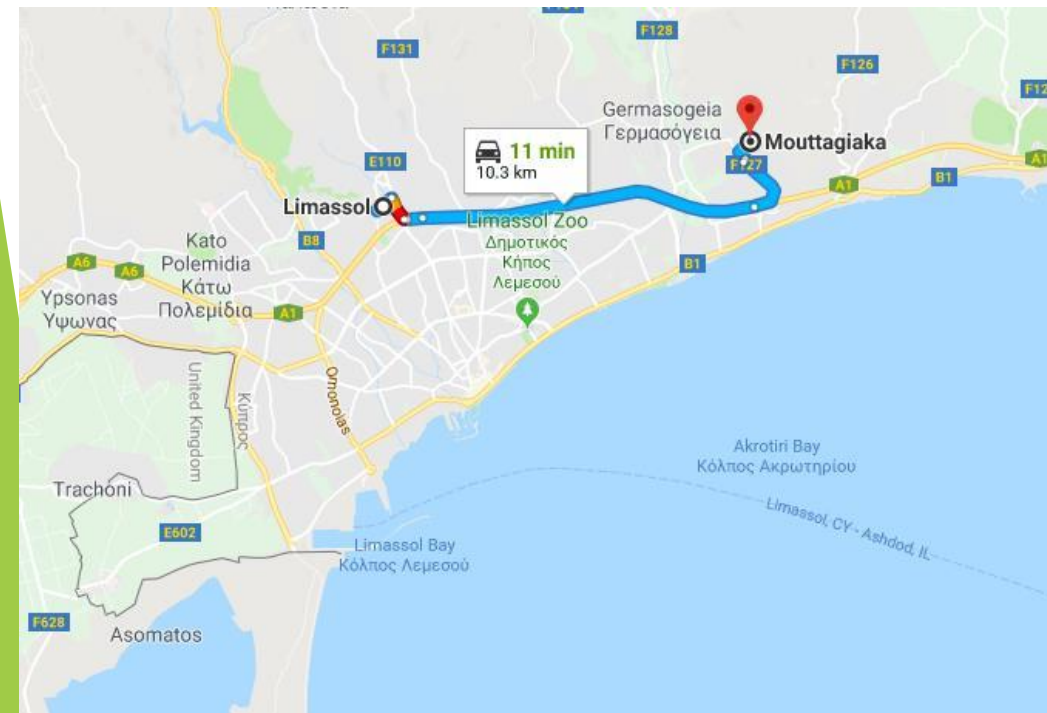 F131
F128
F126
Germasogeia
Γερμασόγεια
Mouttagiaka
11 min
10.3 km
E110
F127
Limassol
A1
B1
A1
Limassol Zoo
Δημοτικός
Κήπος
Λεμεσού
B8
Kato
Polemidia
Κάτω
Πολεμίδια
B1
A6
A6
Ypsonas
Ύψωνας
A1
United Kingdom
Κύπρος
Omonoias
Akrotiri Bay
Κόλπος Ακρωτηρίου
Trachoni
Limassol, CY - Ashdod, IL
E602
Limassol Bay
Κόλπος Λεμεσού
F628
Asomatos